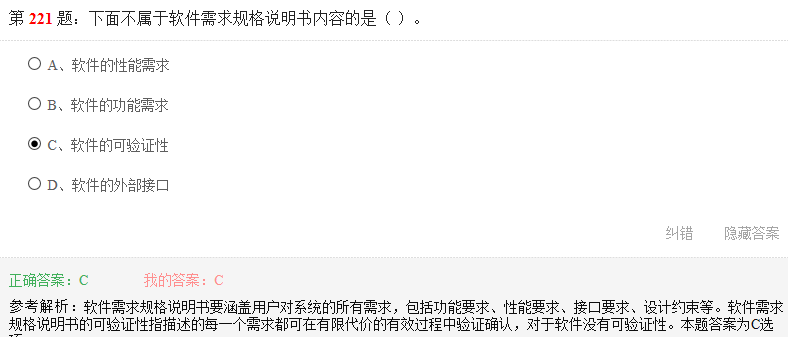 第 221 题：下面不属于软件需求规格说明书内容的是（ ）。
A、软件的性能需求
B、软件的功能需求
C、软件的可验证性
D、软件的外部接口
纠错 隐藏答案
正确答案：C 我的答案：C
参考解析：软件需求规格说明书要涵盖用户对系统的所有需求，包括功能要求、性能要求、接口要求、设计约束等。软件需求
规格说明书的可验证性指描述的每一个需求都可在有限代价的有效过程中验证确认，对于软件没有可验证性。本题答案为C选